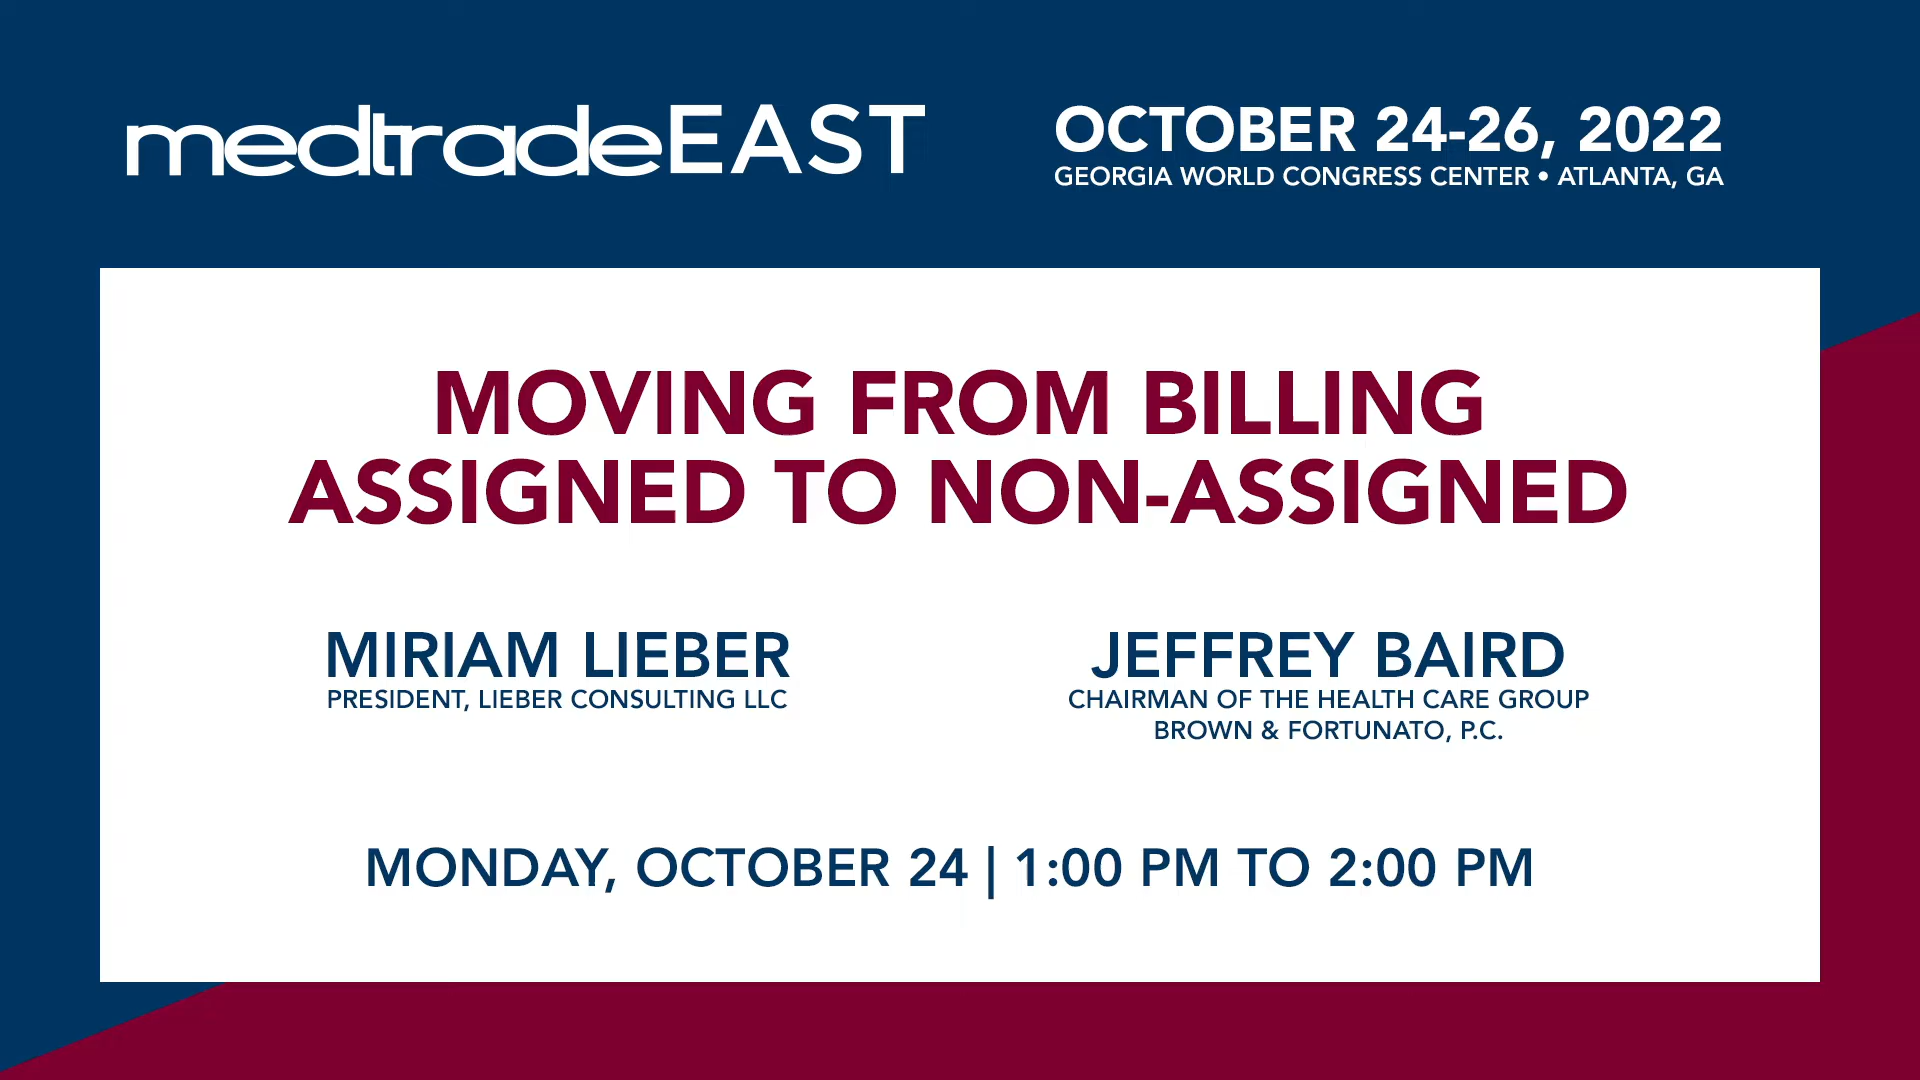 medtradeEAST
OCTOBER 24-26, 2022
GEORGIA WORLD CONGRESS CENTER • ATLANTA, GA
MOVING FROM BILLING
ASSIGNED TO NON-ASSIGNED
MIRIAM LIEBER
PRESIDENT, LIEBER CONSULTING LLC
JEFFREY BAIRD
CHAIRMAN OF THE HEALTH CARE GROUP
BROWN & FORTUNATO, P.C.
MONDAY, OCTOBER 24 | 1:00 PM TO 2:00 PM